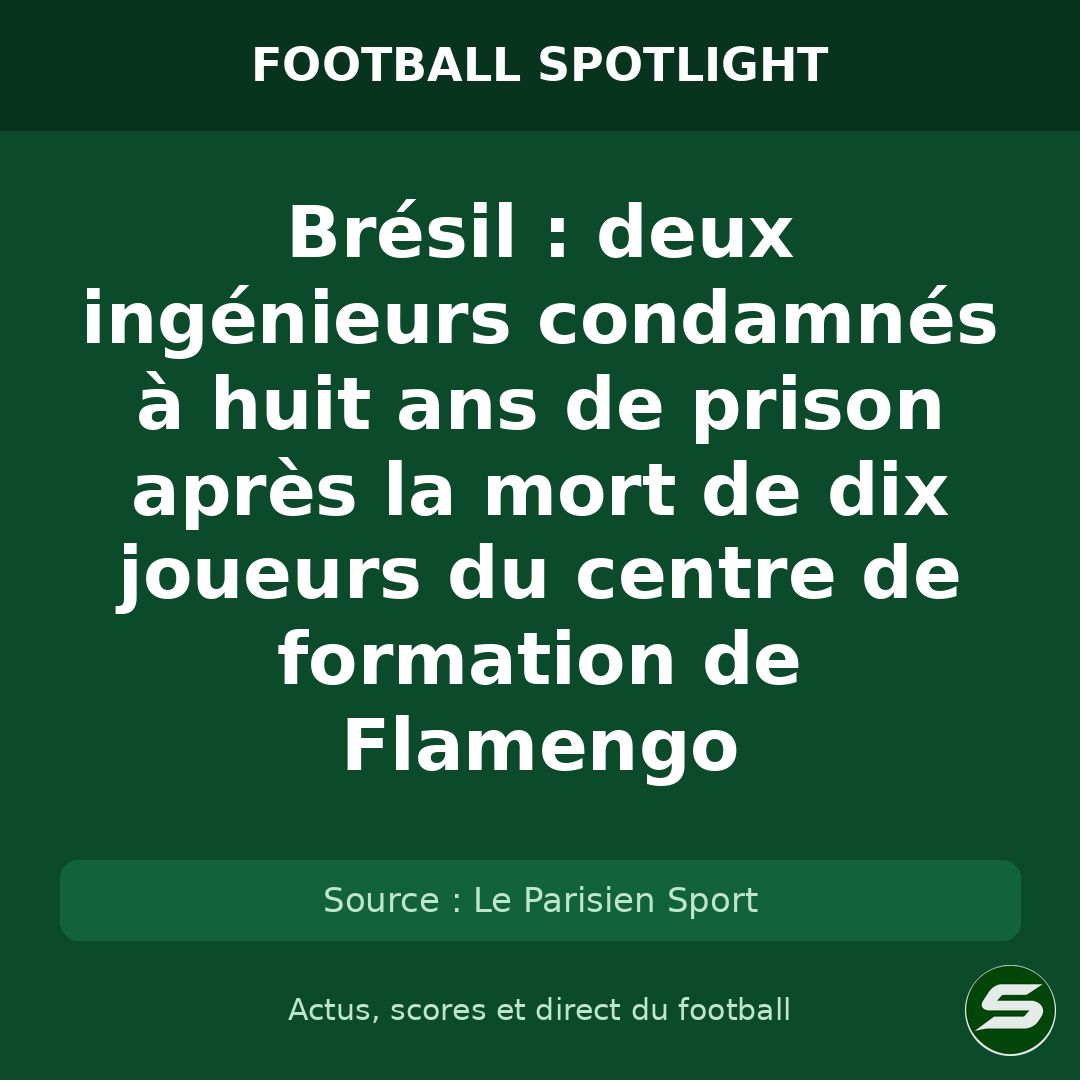 FOOTBALL SPOTLIGHT
Brésil : deux
ingénieurs condamnés
à huit ans de prison
après la mort de dix
joueurs du centre de
formation de
Flamengo
Source : Le Parisien Sport
Actus, scores et direct du football
S